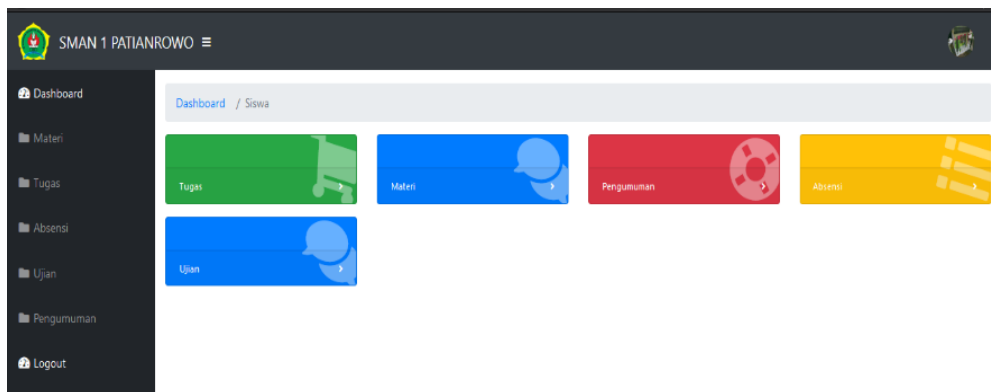 SMAN 1 PATIANROWO
Dashboard
Materi
Tugas
Absensi
Ujian
Pengumuman
Logout
Dashboard / Siswa
Tugas
Materi
Pengumuman
Absensi
Ujian